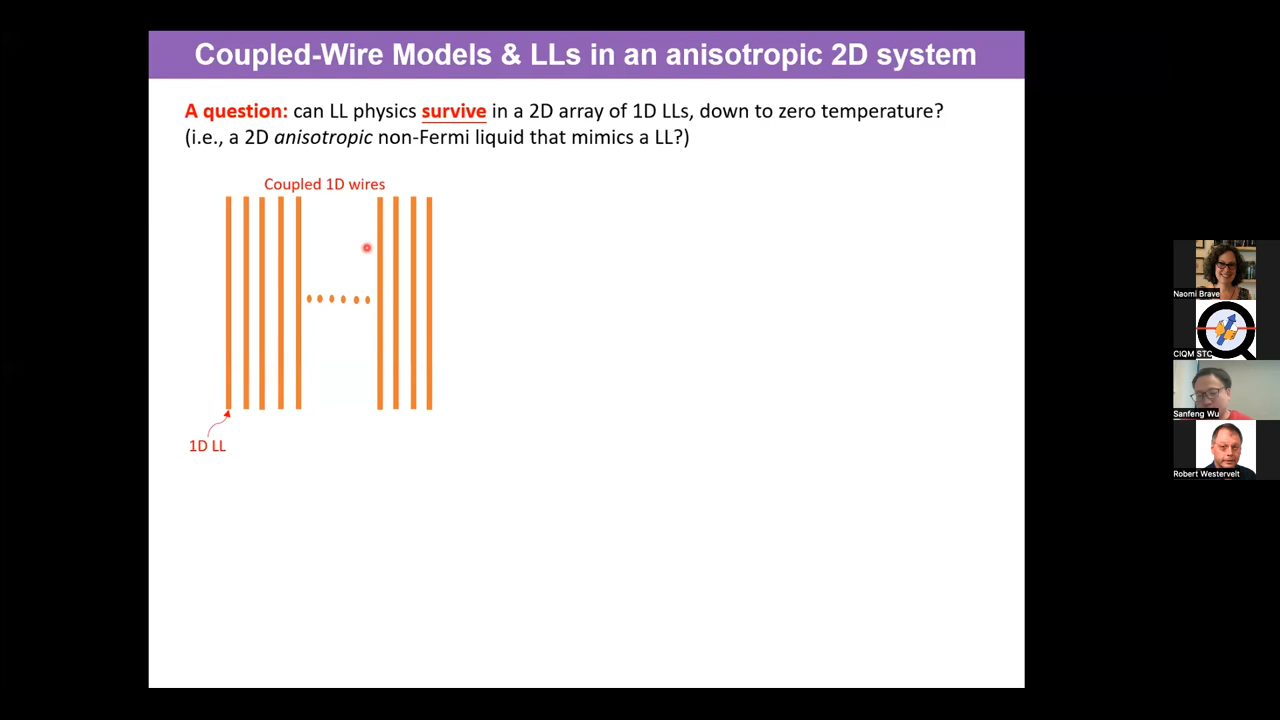 Coupled-Wire Models & LLs in an anisotropic 2D system
A question: can LL physics survive in a 2D array of 1D LLs, down to zero temperature?
(i.e., a 2D anisotropic non-Fermi liquid that mimics a LL?)
Coupled 1D wires
1D LL
Naomi Brave
CIQM STC
Sanfeng Wu
Robert Westervelt